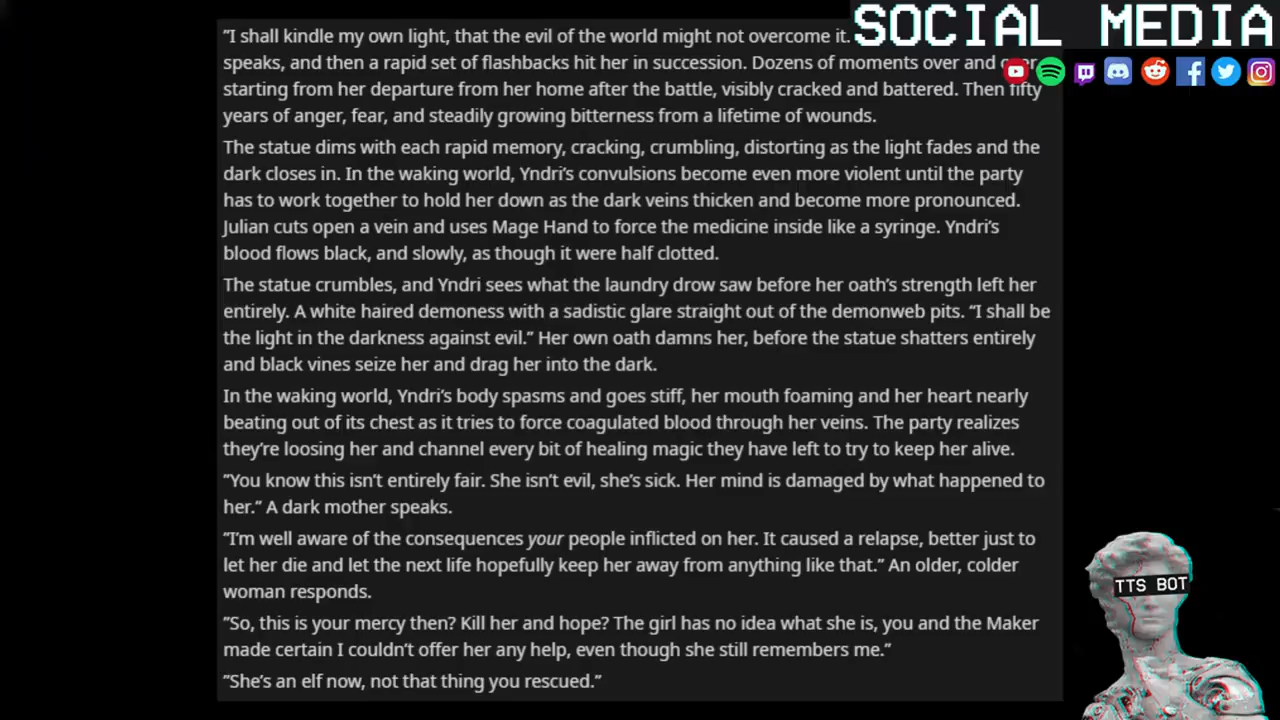 SOCIAL MEDIA
“I shall kindle my own light, that the evil of the world might not overcome it.
speaks, and then a rapid set of flashbacks hit her in succession. Dozens of moments over and over
starting from her departure from her home after the battle, visibly cracked and battered. Then fifty
years of anger, fear, and steadily growing bitterness from a lifetime of wounds.
The statue dims with each rapid memory, cracking, crumbling, distorting as the light fades and the
dark closes in. In the waking world, Yndri’s convulsions become even more violent until the party
has to work together to hold her down as the dark veins thicken and become more pronounced.
Julian cuts open a vein and uses Mage Hand to force the medicine inside like a syringe. Yndri’s
blood flows black, and slowly, as though it were half clotted.
The statue crumbles, and Yndri sees what the laundry drow saw before her oath’s strength left her
entirely. A white haired demoness with a sadistic glare straight out of the demonweb pits. “I shall be
the light in the darkness against evil.” Her own oath damns her, before the statue shatters entirely
and black vines seize her and drag her into the dark.
In the waking world, Yndri’s body spasms and goes stiff, her mouth foaming and her heart nearly
beating out of its chest as it tries to force coagulated blood through her veins. The party realizes
they’re loosing her and channel every bit of healing magic they have left to try to keep her alive.
“You know this isn’t entirely fair. She isn’t evil, she’s sick. Her mind is damaged by what happened to
her.” A dark mother speaks.
“I’m well aware of the consequences your people inflicted on her. It caused a relapse, better just to
let her die and let the next life hopefully keep her away from anything like that.” An older, colder
woman responds.
“So, this is your mercy then? Kill her and hope? The girl has no idea what she is, you and the Maker
made certain I couldn’t offer her any help, even though she still remembers me.”
“She’s an elf now, not that thing you rescued.”
TTS BOT